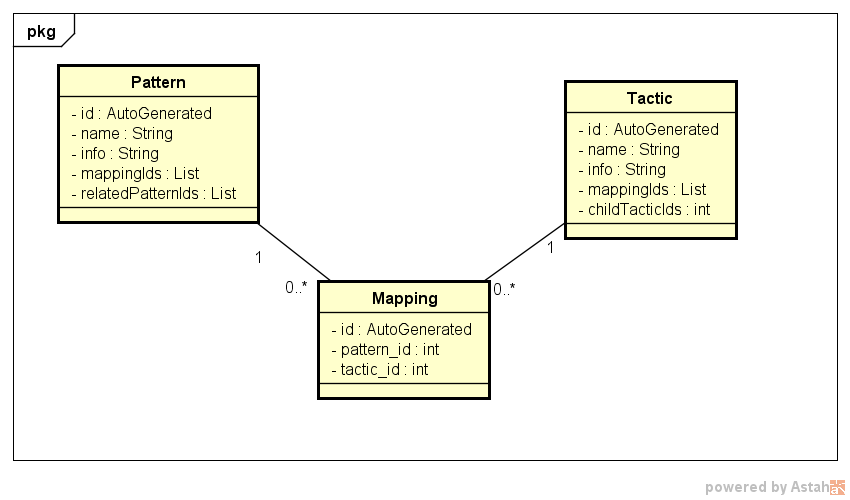 pkg
Pattern
- id : AutoGenerated
- name : String
- info : String
- mappingIds : List
- relatedPatternIds : List
Tactic
- id : AutoGenerated
- name : String
- info : String
- mappingIds : List
- childTacticIds : int
1
0..*
1
0..*
Mapping
- id : AutoGenerated
- pattern_id : int
- tactic_id : int
powered by Astah